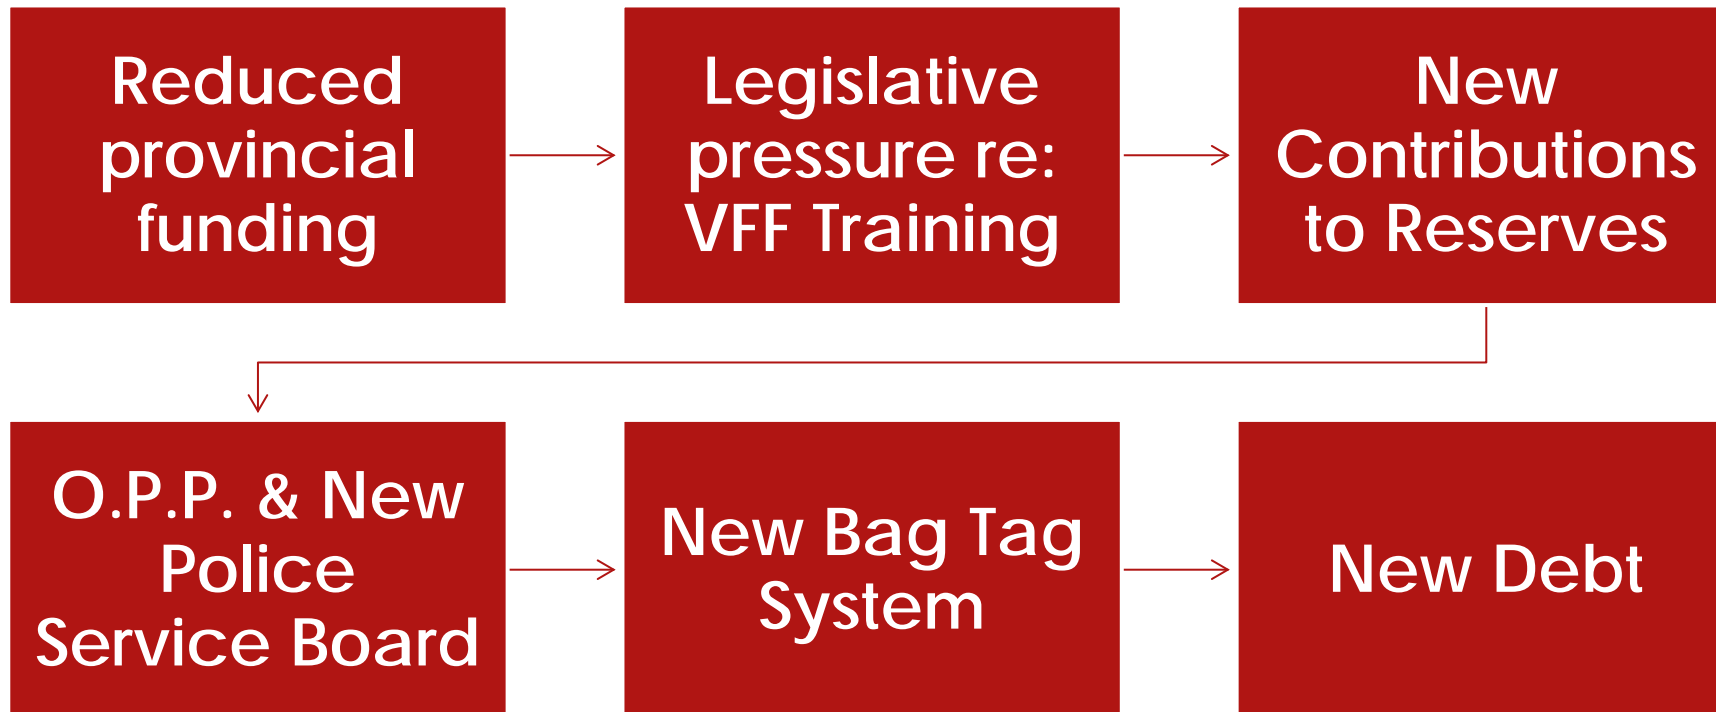 Reduced
provincial
funding
Legislative
pressure re:
VFF Training
New
Contributions
to Reserves
O.P.P. & New
Police
Service Board
New Bag Tag
System
New Debt